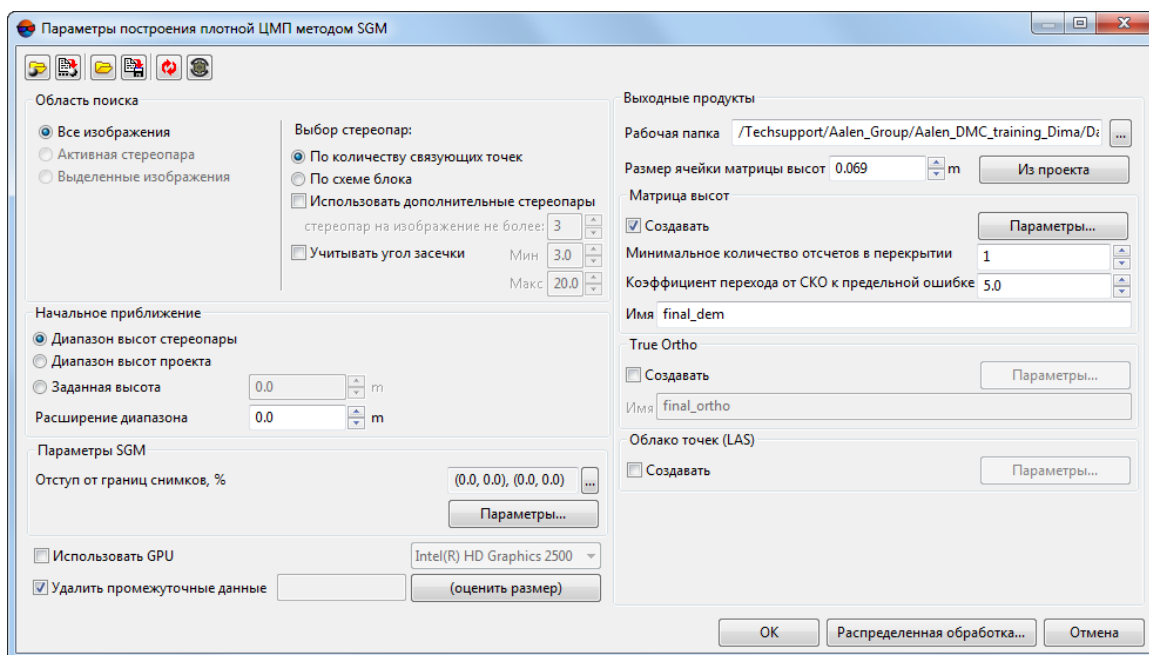 Параметры построения плотной ЦМП методом SGM
Область поиска
Все изображения
Активная стереопара
Выделенные изображения
Выбор стереопар:
По количеству связующих точек
По схеме блока
Использовать дополнительные стереопары
стереопар на изображение не более: 3
Учитывать угол засечки Мин 3.0
Макс 20.0
Начальное приближение
Диапазон высот стереопары
Диапазон высот проекта
Заданная высота 0.0 m
Расширение диапазона 0.0 m
Параметры SGM
Отступ от границ снимков, % (0.0, 0.0), (0.0, 0.0) ...
Параметры...
Использовать GPU Intel(R) HD Graphics 2500
Удалить промежуточные данные (оценить размер)
Выходные продукты
Рабочая папка /Techsupport/Aalen_Group/Aalen_DMC_training_Dima/Da ...
Размер ячейки матрицы высот 0.069 m Из проекта
Матрица высот
Создавать Параметры...
Минимальное количество отсчетов в перекрытии 1
Коэффициент перехода от СКО к предельной ошибке 5.0
Имя final_dem
True Ortho
Создавать Параметры...
Имя final_ortho
Облако точек (LAS)
Создавать Параметры...
OK Распределенная обработка... Отмена